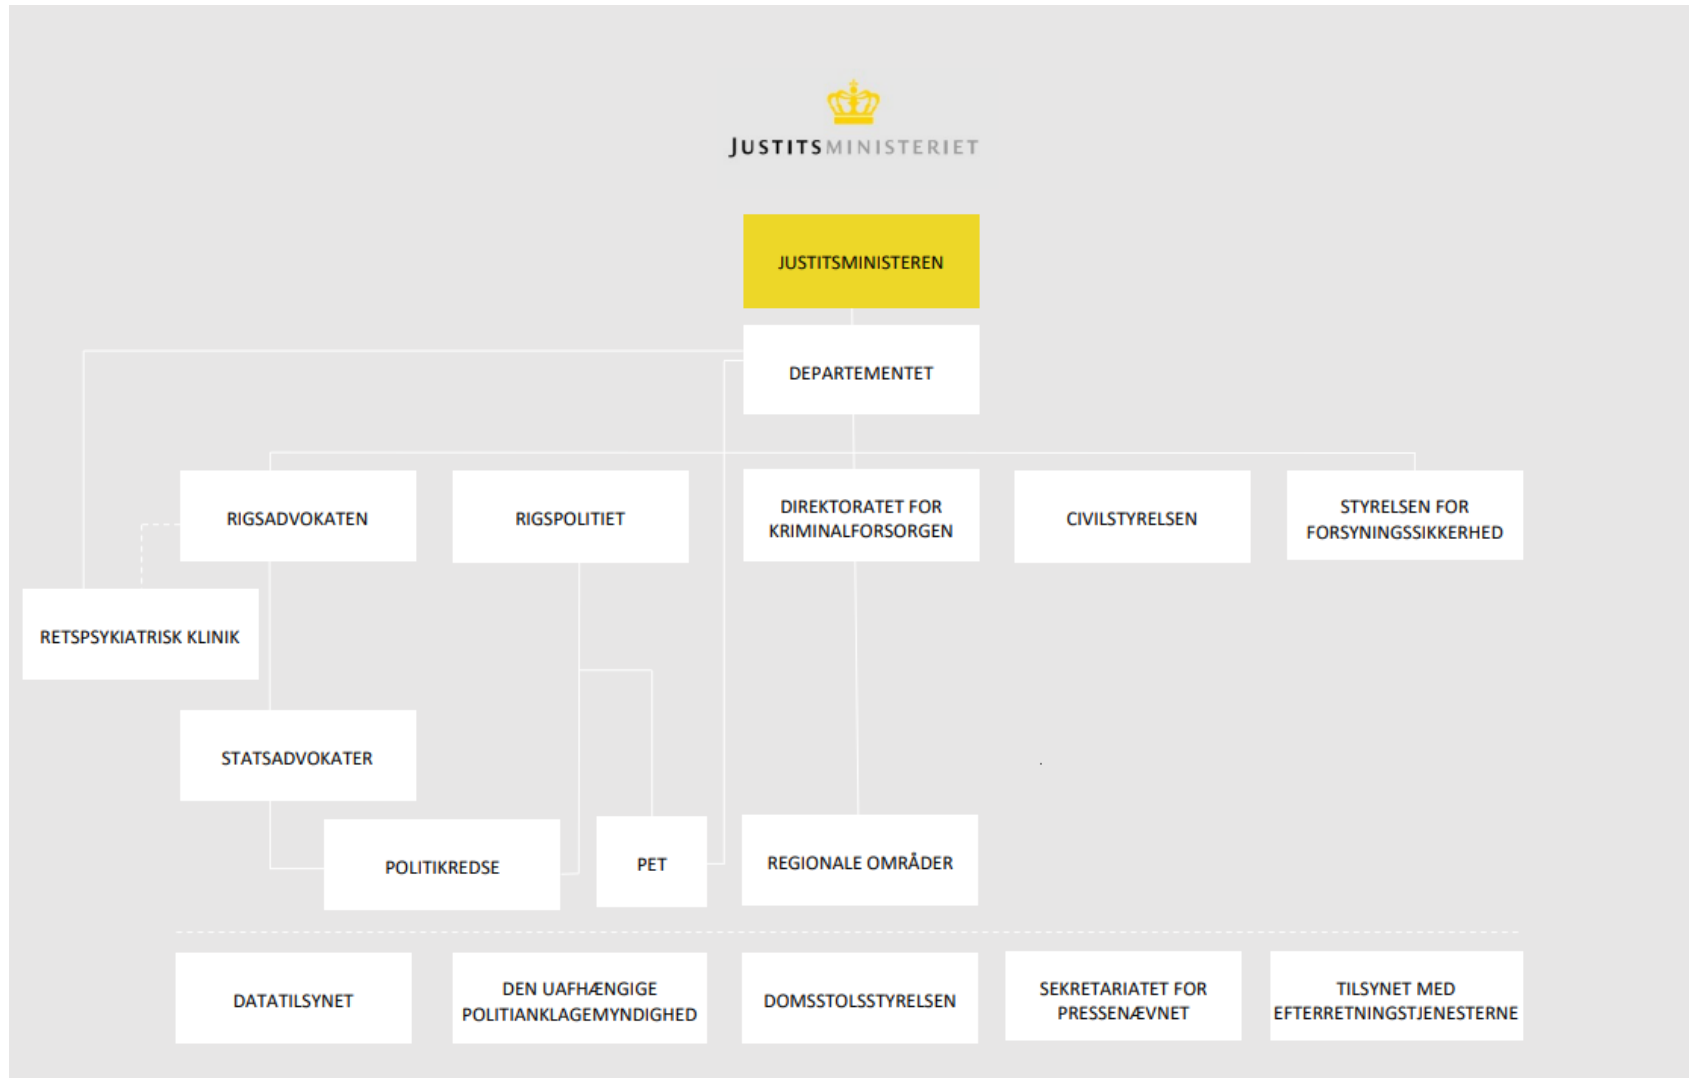 JUSTITSMINISTERIET
JUSTITSMINISTEREN
DEPARTEMENTET
RIGSADVOKATEN
RIGSPOLITIET
DIREKTORATET FOR
KRIMINALFORSORGEN
CIVILSTYRELSEN
STYRELSEN FOR
FORSYNINGSSIKKERHED
RETSPSYKIATRISK KLINIK
STATSADVOKATER
POLITIKREDSE
PET
REGIONALE OMRÅDER
DATATILSYNET
DEN UAFHÆNGIGE
POLITIANKLAGEMYNDIGHED
DOMSSTOLSSTYRELSEN
SEKRETARIATET FOR
PRESSENÆVNET
TILSYNET MED
EFTERRETNINGSTJENESTERNE